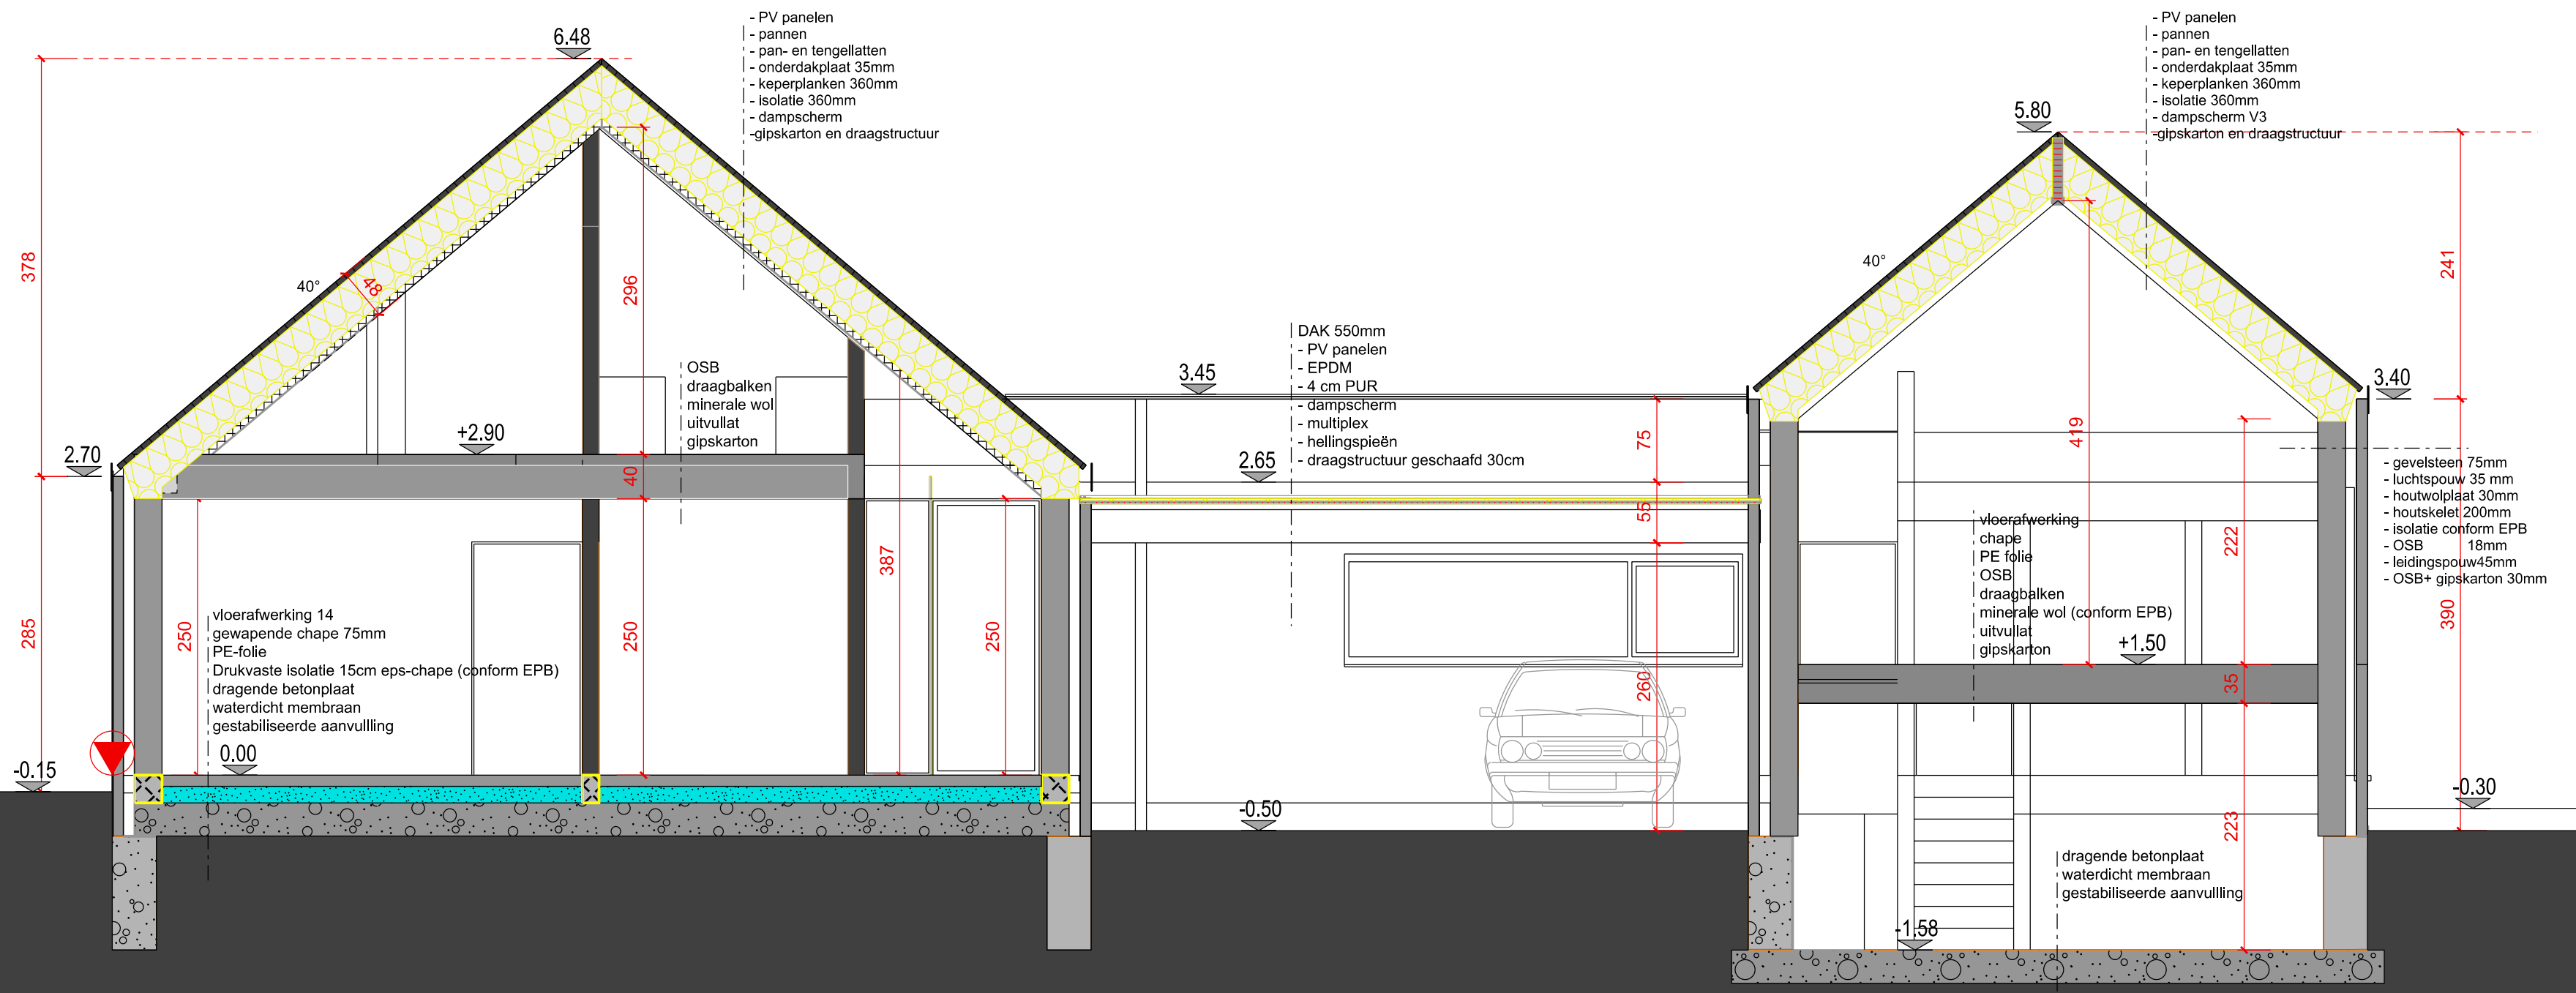 6.48
- PV panelen
- pannen
- pan- en tengellatten
- onderdakplaat 35mm
- keperplanken 360mm
- isolatie 360mm
- dampscherm
-gipskarton en draagstructuur
- PV panelen
- pannen
- pan- en tengellatten
- onderdakplaat 35mm
- keperplanken 360mm
- isolatie 360mm
- dampscherm V3
-gipskarton en draagstructuur
5.80
378
40°
48
296
40°
241
DAK 550mm
- PV panelen
- EPDM
- 4 cm PUR
- dampscherm
- multiplex
- hellingspieën
- draagstructuur geschaafd 30cm
OSB
draagbalken
minerale wol
uitvullat
gipskarton
3.45
3.40
2.70
+2.90
40
2.65
75
55
419
222
- gevelsteen 75mm
- luchtspouw 35 mm
- houtwolplaat 30mm
- houtskelet 200mm
- isolatie conform EPB
- OSB 18mm
- leidingspouw45mm
- OSB+ gipskarton 30mm
vloerafwerking
chape
PE folie
OSB
draagbalken
minerale wol (conform EPB)
uitvullat
gipskarton
+1.50
390
285
250
250
387
250
260
35
vloerafwerking 14
gewapende chape 75mm
PE-folie
Drukvaste isolatie 15cm eps-chape (conform EPB)
dragende betonplaat
waterdicht membraan
gestabiliseerde aanvullling
0.00
-0.15
-0.50
-0.30
223
dragende betonplaat
waterdicht membraan
gestabiliseerde aanvullling
-1.58